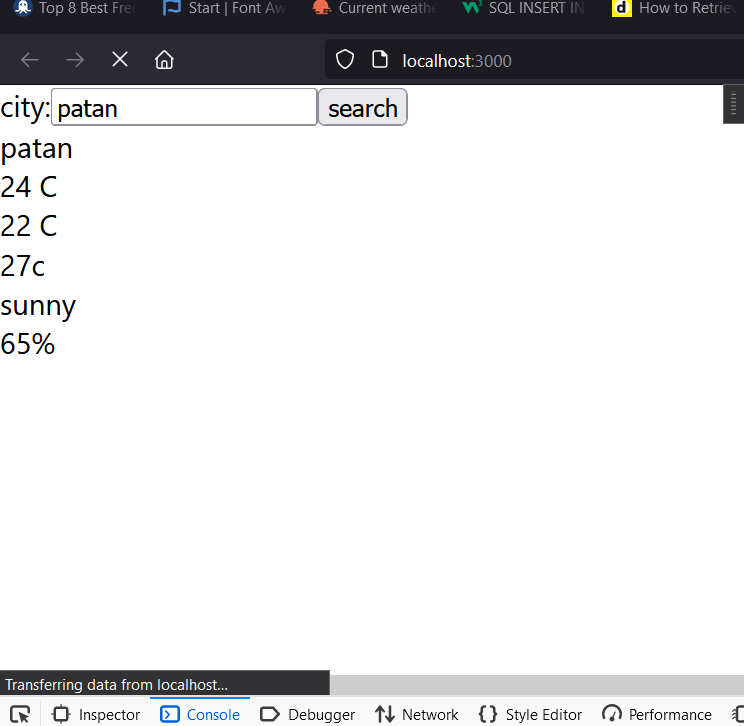 Top 8 Best Free
Start | Font Aw
Current weathe
SQL INSERT IN
d
How to Retriev
localhost:3000
city:
patan
search
patan
24 C
22 C
27c
sunny
65%
Transferring data from localhost...
Inspector
Console
Debugger
Network
Style Editor
Performance